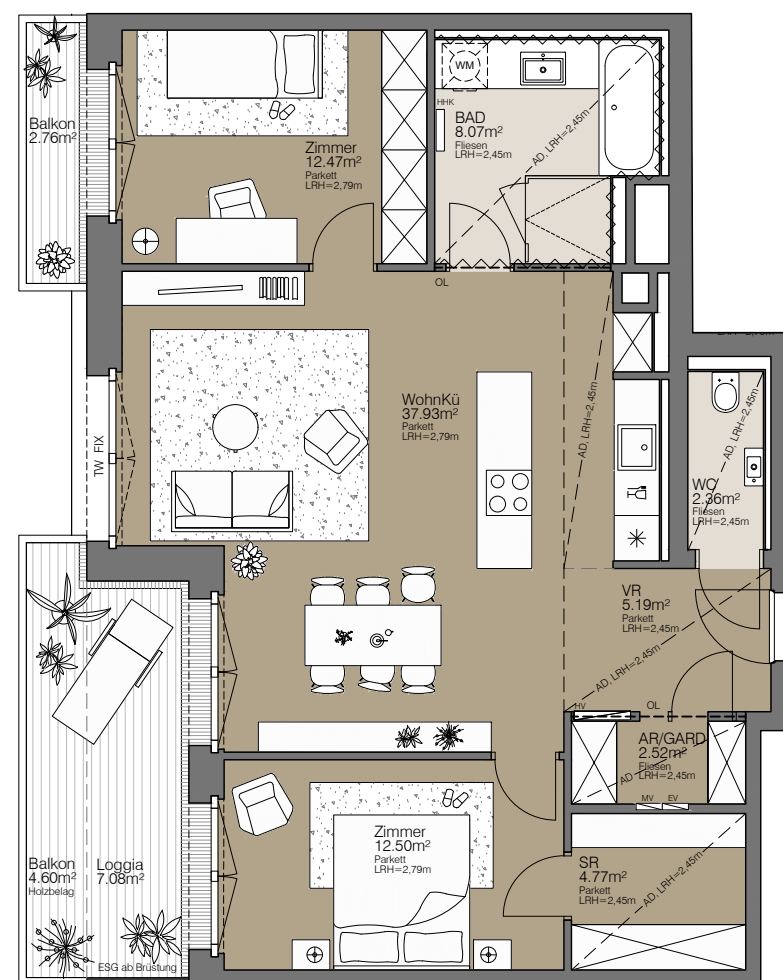 Balkon
2.76m²
Zimmer
12.47m²
Parkett
LRH=2,79m
WM
HHK
BAD
8.07m²
Fliesen
LRH=2,45m
AD, LRH=2,45m
OL
TW FIX
WohnKü
37.93m²
Parkett
LRH=2,79m
AD, LRH=2,45m
WC
2.36m²
Fliesen
LRH=2,45m
AD, LRH=2,45m
VR
5.19m²
Parkett
LRH=2,45m
AD, LRH=2,45m
HV
OL
AR/GARD
2.52m²
Fliesen
LRH=2,45m
AD
MV
EV
Zimmer
12.50m²
Parkett
LRH=2,79m
SR
4.77m²
Parkett
LRH=2,45m
AD, LRH=2,45m
Balkon
4.60m²
Holzbelag
Loggia
7.08m²
ESG ab Brüstung